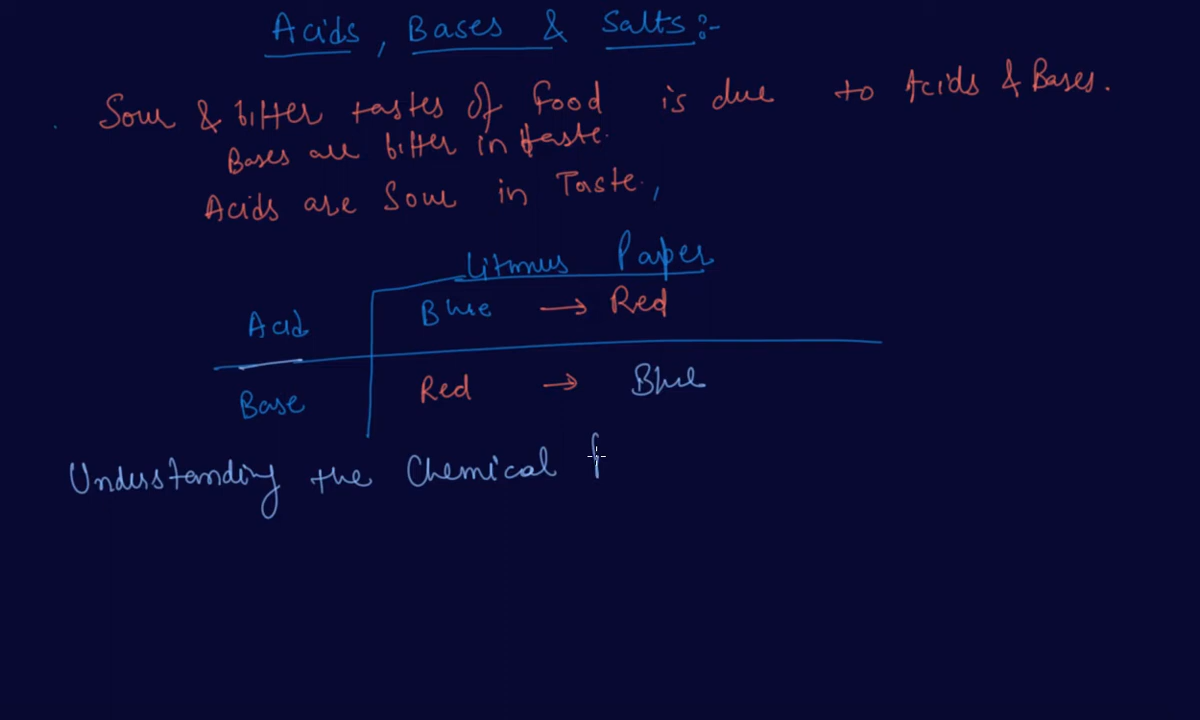 Acids, Bases & Salts:-
Sour & bitter tastes of food is due to Acids & Bases.
Bases are bitter in taste.
Acids are Sour in Taste,
Litmus Paper
Acid Blue → Red
Base Red → Blue
Understanding the Chemical f